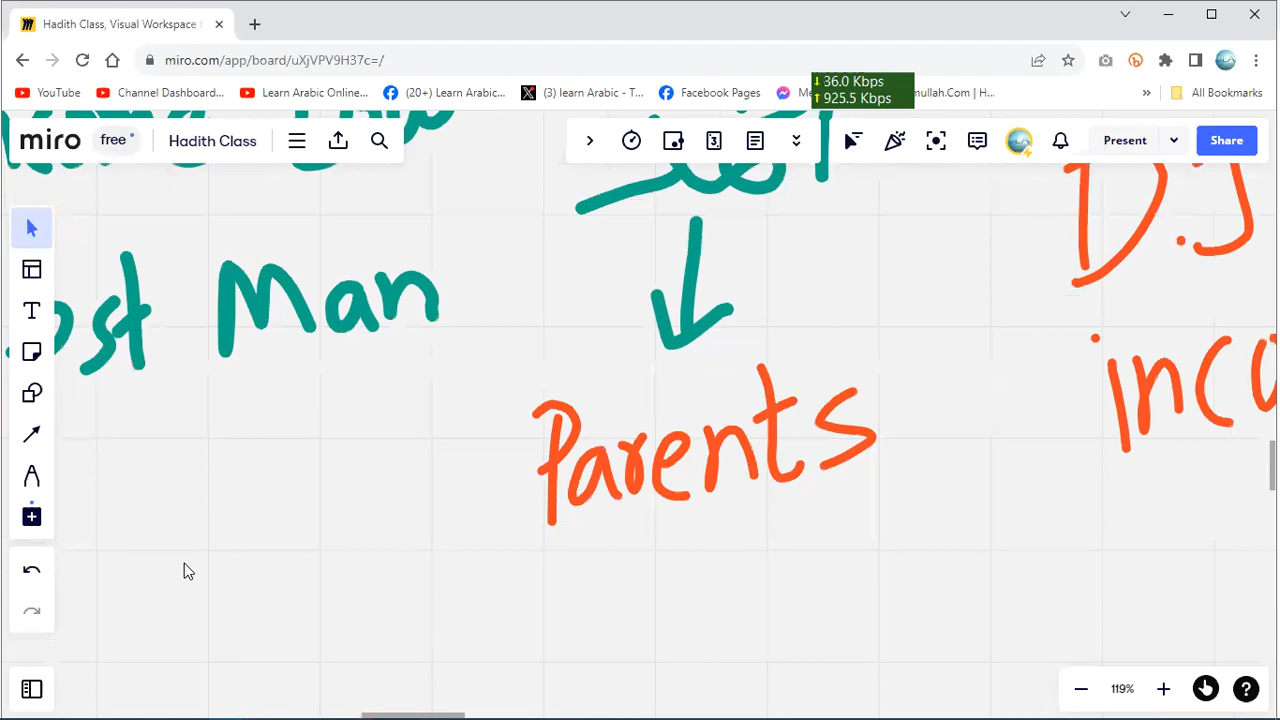 Hadith Class, Visual Workspace
miro.com/app/board/uXjVPV9H37c=/
36.0 Kbps
925.5 Kbps
YouTube
Channel Dashboard...
Learn Arabic Online...
(20+) Learn Arabic...
(3) learn Arabic - T...
Facebook Pages
All Bookmarks
miro
free
Hadith Class
Present
Share
Man
D.J
Parents
119%